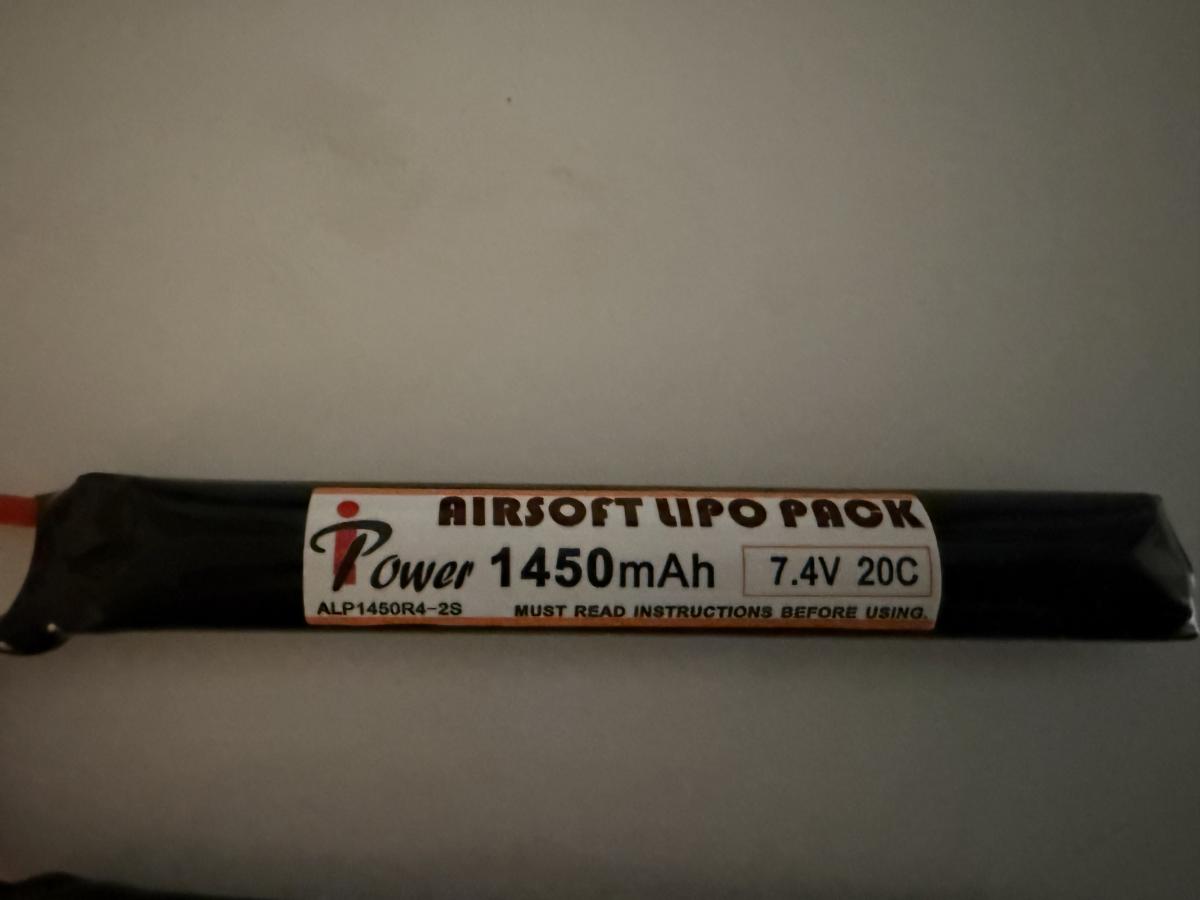 AIRSOFT LIPO PACK
iPower 1450mAh 7.4V 20C
ALP1450R4-2S MUST READ INSTRUCTIONS BEFORE USING.